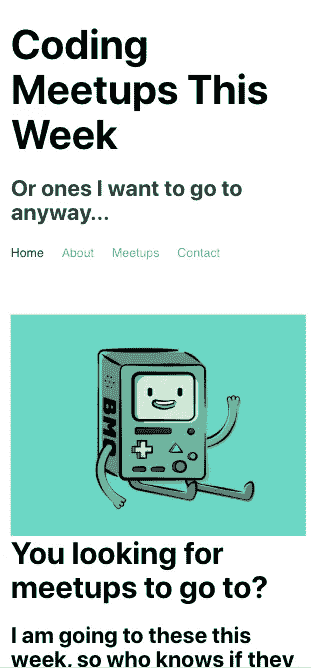 Coding
Meetups This
Week
Or ones I want to go to
anyway...
Home About Meetups Contact
BMO
You looking for
meetups to go to?
I am going to these this
week, so who knows if they